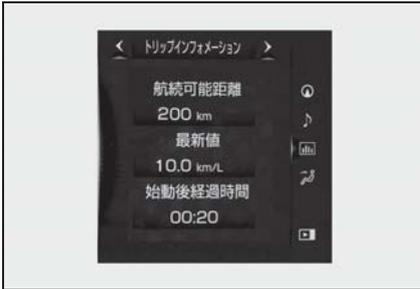 トリップインフォメーション
航続可能距離
200 km
最新値
10.0 km/L
始動後経過時間
00:20